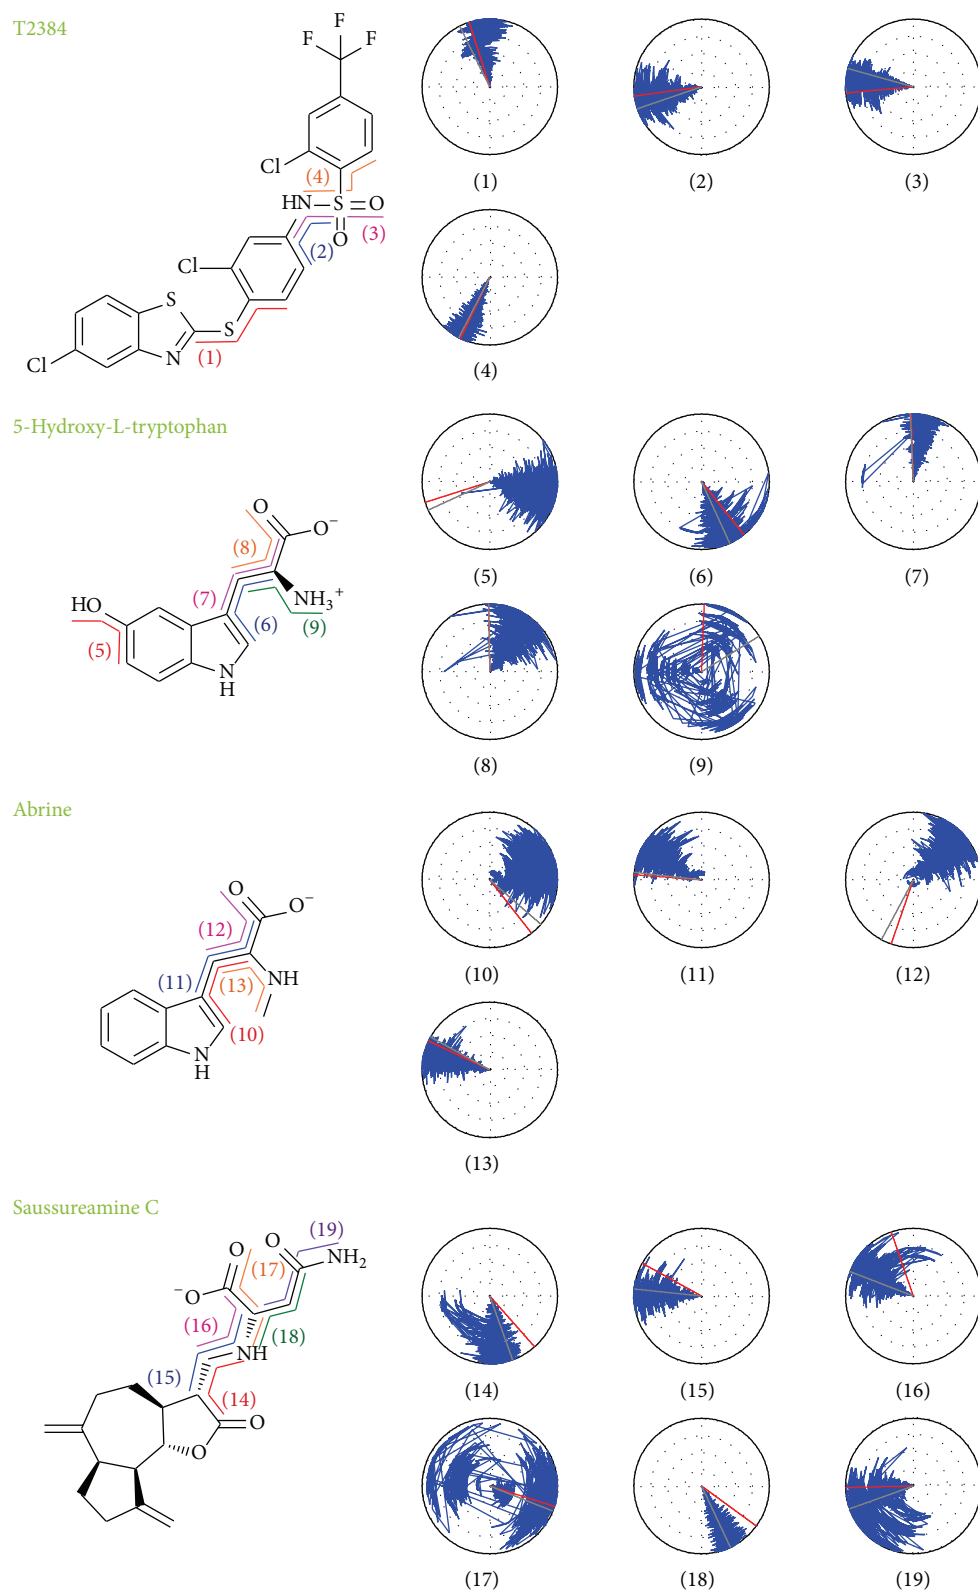 T2384
F
F
F
Cl
(4)
HN
S
O
O
(3)
(2)
Cl
S
S
N
Cl
(1)
(1)
(2)
(3)
(4)
5-Hydroxy-L-tryptophan
O
O−
(8)
(7)
NH3+
HO
(6)
(9)
(5)
N
H
(5)
(6)
(7)
(8)
(9)
Abrine
O
O−
(12)
(11)
(13)
NH
(10)
N
H
(10)
(11)
(12)
(13)
Saussureamine C
(19)
O
O
NH2
(17)
−O
(16)
(18)
NH
(15)
(14)
O
O
(14)
(15)
(16)
(17)
(18)
(19)